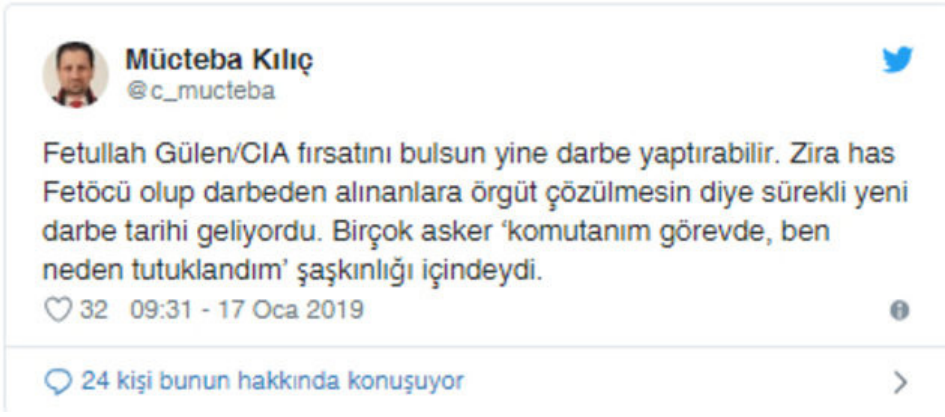 Mücteba Kılıç
@c_mucteba
Fetullah Gülen/CIA fırsatını bulsun yine darbe yaptırabilir. Zira has
Fetöcü olup darbeden alınanlara örgüt çözülmesin diye sürekli yeni
darbe tarihi geliyordu. Birçok asker ‘komutanım görevde, ben
neden tutuklandım’ şaşkınlığı içindeydi.
32 09:31 - 17 Oca 2019
24 kişi bunun hakkında konuşuyor